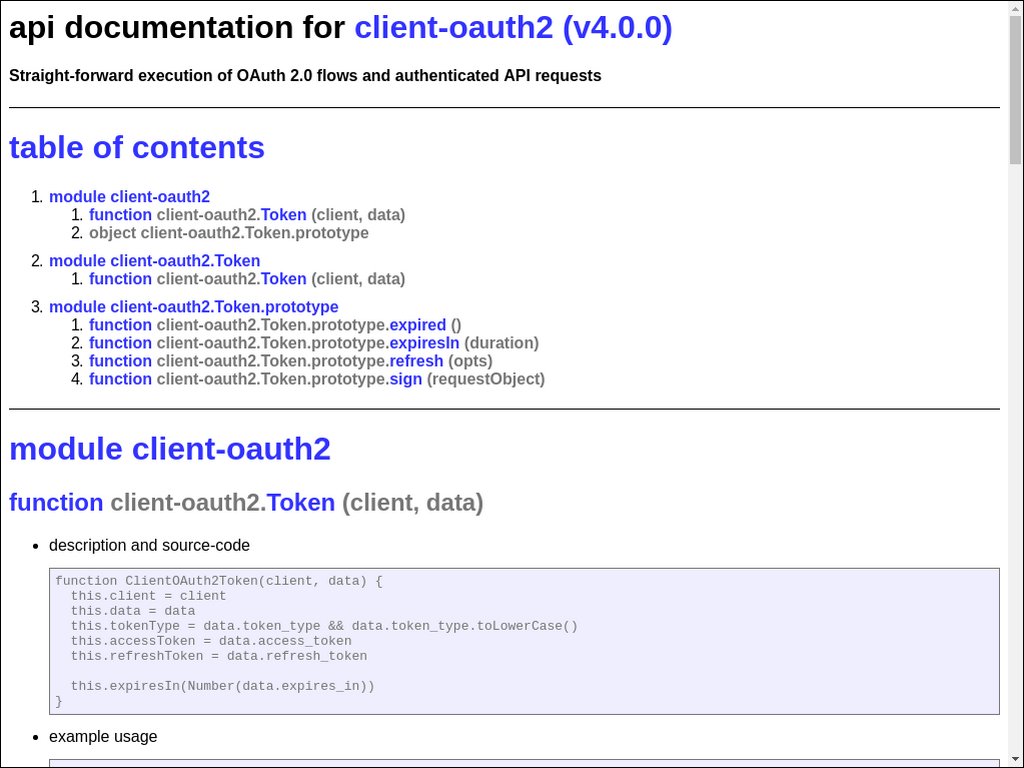 api documentation for client-oauth2 (v4.0.0)
Straight-forward execution of OAuth 2.0 flows and authenticated API requests
table of contents
1. module client-oauth2
1. function client-oauth2.Token (client, data)
2. object client-oauth2.Token.prototype
2. module client-oauth2.Token
1. function client-oauth2.Token (client, data)
3. module client-oauth2.Token.prototype
1. function client-oauth2.Token.prototype.expired ()
2. function client-oauth2.Token.prototype.expiresIn (duration)
3. function client-oauth2.Token.prototype.refresh (opts)
4. function client-oauth2.Token.prototype.sign (requestObject)
module client-oauth2
function client-oauth2.Token (client, data)
• description and source-code
function ClientOAuth2Token(client, data) {
  this.client = client
  this.data = data
  this.tokenType = data.token_type && data.token_type.toLowerCase()
  this.accessToken = data.access_token
  this.refreshToken = data.refresh_token
  this.expiresIn(Number(data.expires_in))
}
• example usage